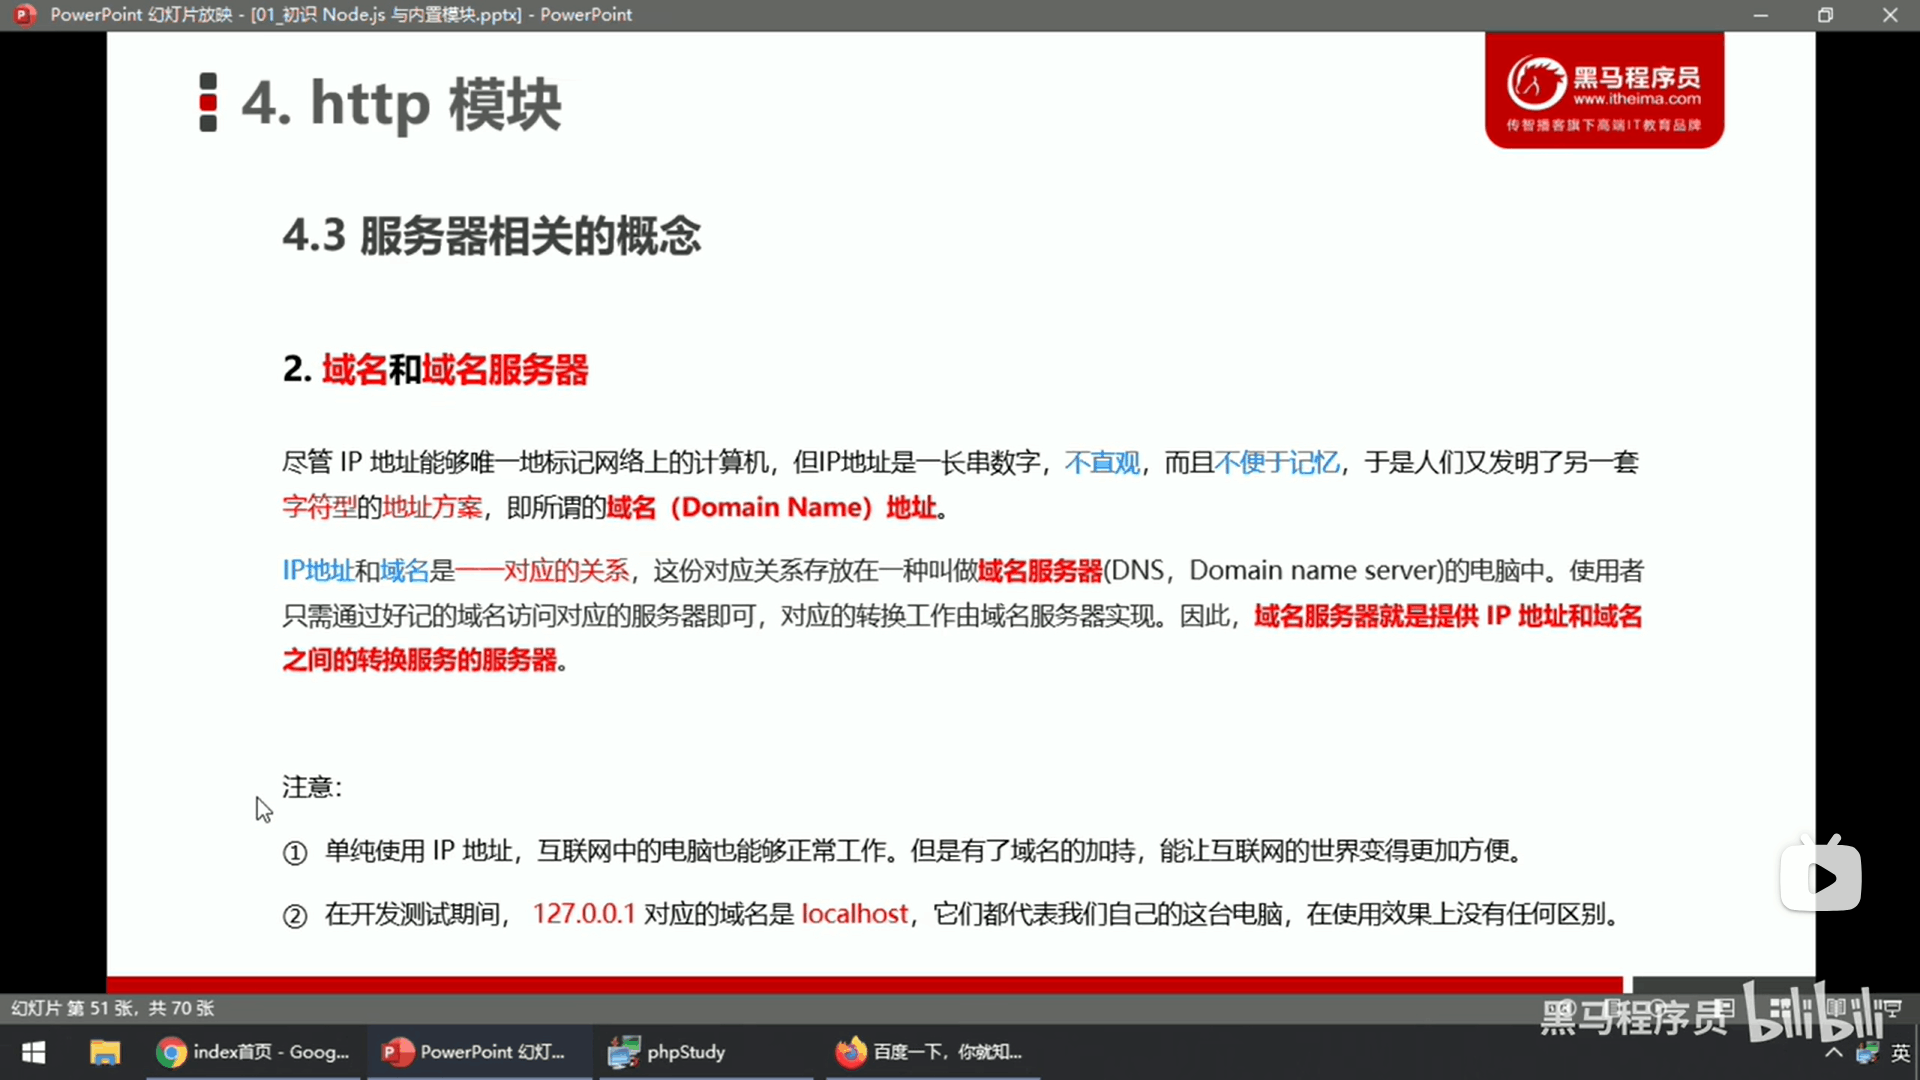 PowerPoint 幻灯片放映 - [01_初识 Node.js 与内置模块.pptx] - PowerPoint
4. http 模块
黑马程序员
www.itheima.com
传智播客旗下高端IT教育品牌
4.3 服务器相关的概念
2. 域名和域名服务器
尽管 IP 地址能够唯一地标记网络上的计算机，但IP地址是一长串数字，不直观，而且不便于记忆，于是人们又发明了另一套
字符型的地址方案，即所谓的域名（Domain Name）地址。
IP地址和域名是一一对应的关系，这份对应关系存放在一种叫做域名服务器(DNS，Domain name server)的电脑中。使用者
只需通过好记的域名访问对应的服务器即可，对应的转换工作由域名服务器实现。因此，域名服务器就是提供 IP 地址和域名
之间的转换服务的服务器。
注意：
① 单纯使用 IP 地址，互联网中的电脑也能够正常工作。但是有了域名的加持，能让互联网的世界变得更加方便。
② 在开发测试期间， 127.0.0.1 对应的域名是 localhost，它们都代表我们自己的这台电脑，在使用效果上没有任何区别。
幻灯片 第 51 张，共 70 张
黑马程序员 bilibili
index首页 - Goog...
PowerPoint 幻灯...
phpStudy
百度一下，你就知...
英